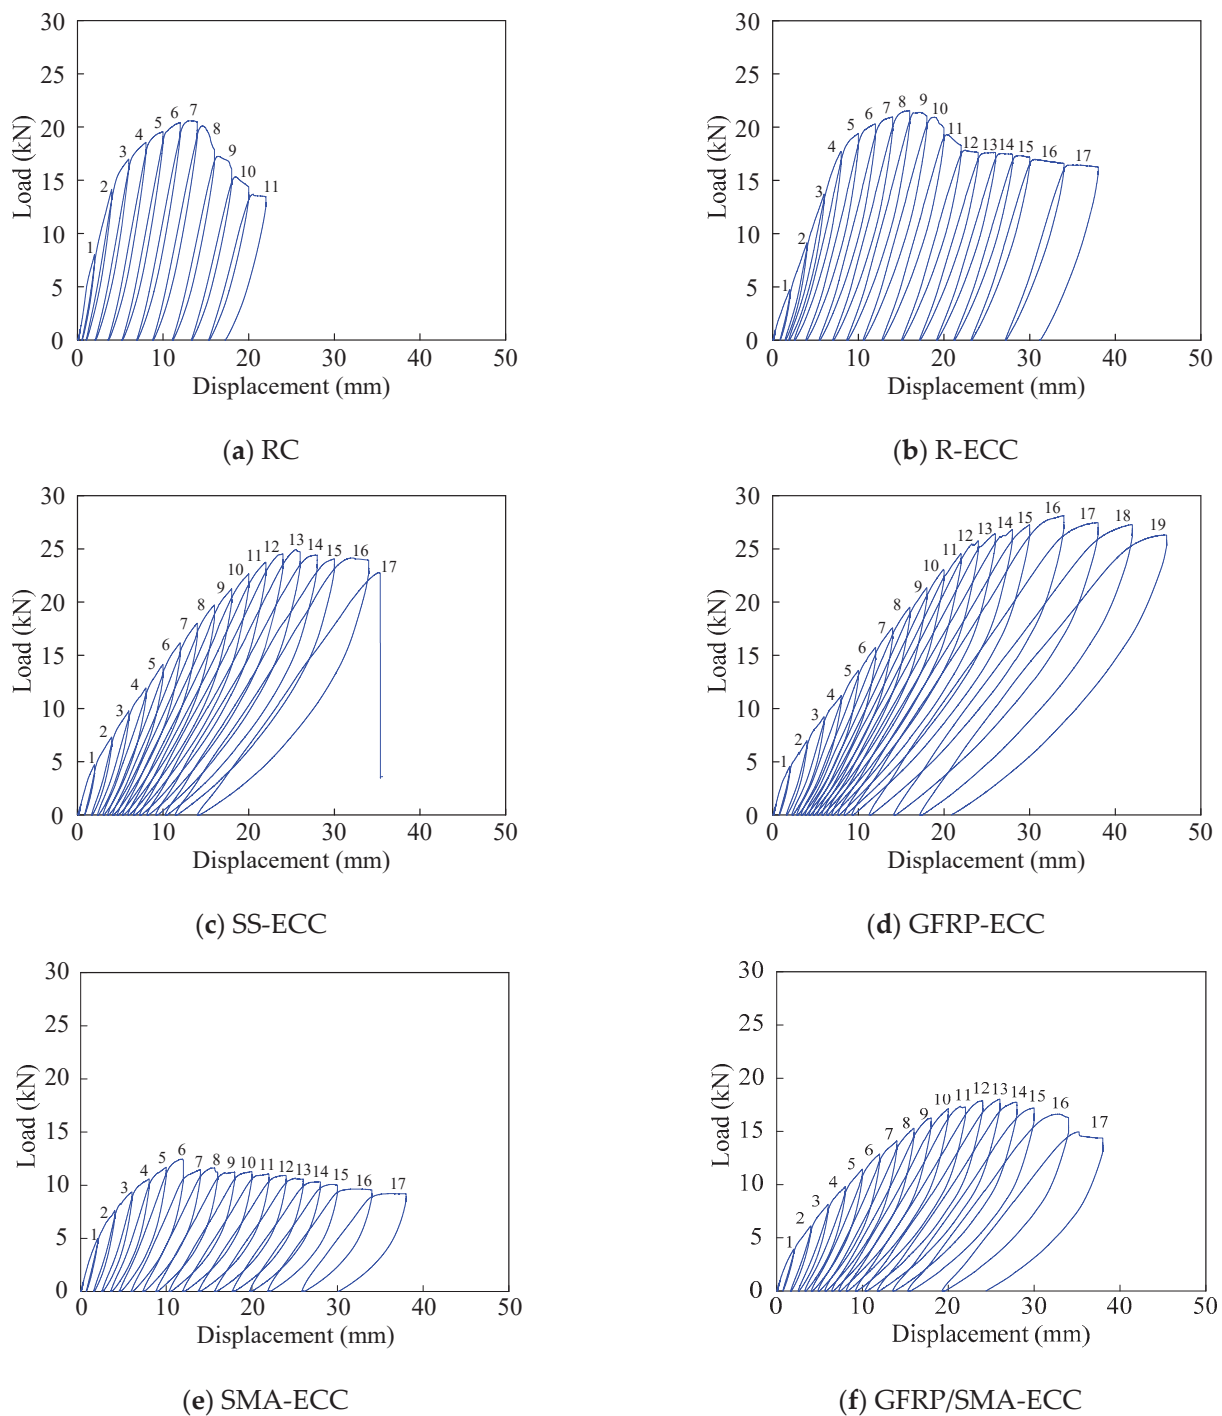 30
25
20
15
10
5
0
Load (kN)
1 2 3 4 5 6 7 8 9 10 11
0 10 20 30 40 50
Displacement (mm)
(a) RC
30
25
20
15
10
5
0
Load (kN)
1 2 3 4 5 6 7 8 9 10 11 12 13 14 15 16 17
0 10 20 30 40 50
Displacement (mm)
(b) R-ECC
30
25
20
15
10
5
0
Load (kN)
1 2 3 4 5 6 7 8 9 10 11 12 13 14 15 16 17
0 10 20 30 40 50
Displacement (mm)
(c) SS-ECC
30
25
20
15
10
5
0
Load (kN)
1 2 3 4 5 6 7 8 9 10 11 12 13 14 15 16 17 18 19
0 10 20 30 40 50
Displacement (mm)
(d) GFRP-ECC
30
25
20
15
10
5
0
Load (kN)
1 2 3 4 5 6 7 8 9 10 11 12 13 14 15 16 17
0 10 20 30 40 50
Displacement (mm)
(e) SMA-ECC
30
25
20
15
10
5
0
Load (kN)
1 2 3 4 5 6 7 8 9 10 11 12 13 14 15 16 17
0 10 20 30 40 50
Displacement (mm)
(f) GFRP/SMA-ECC